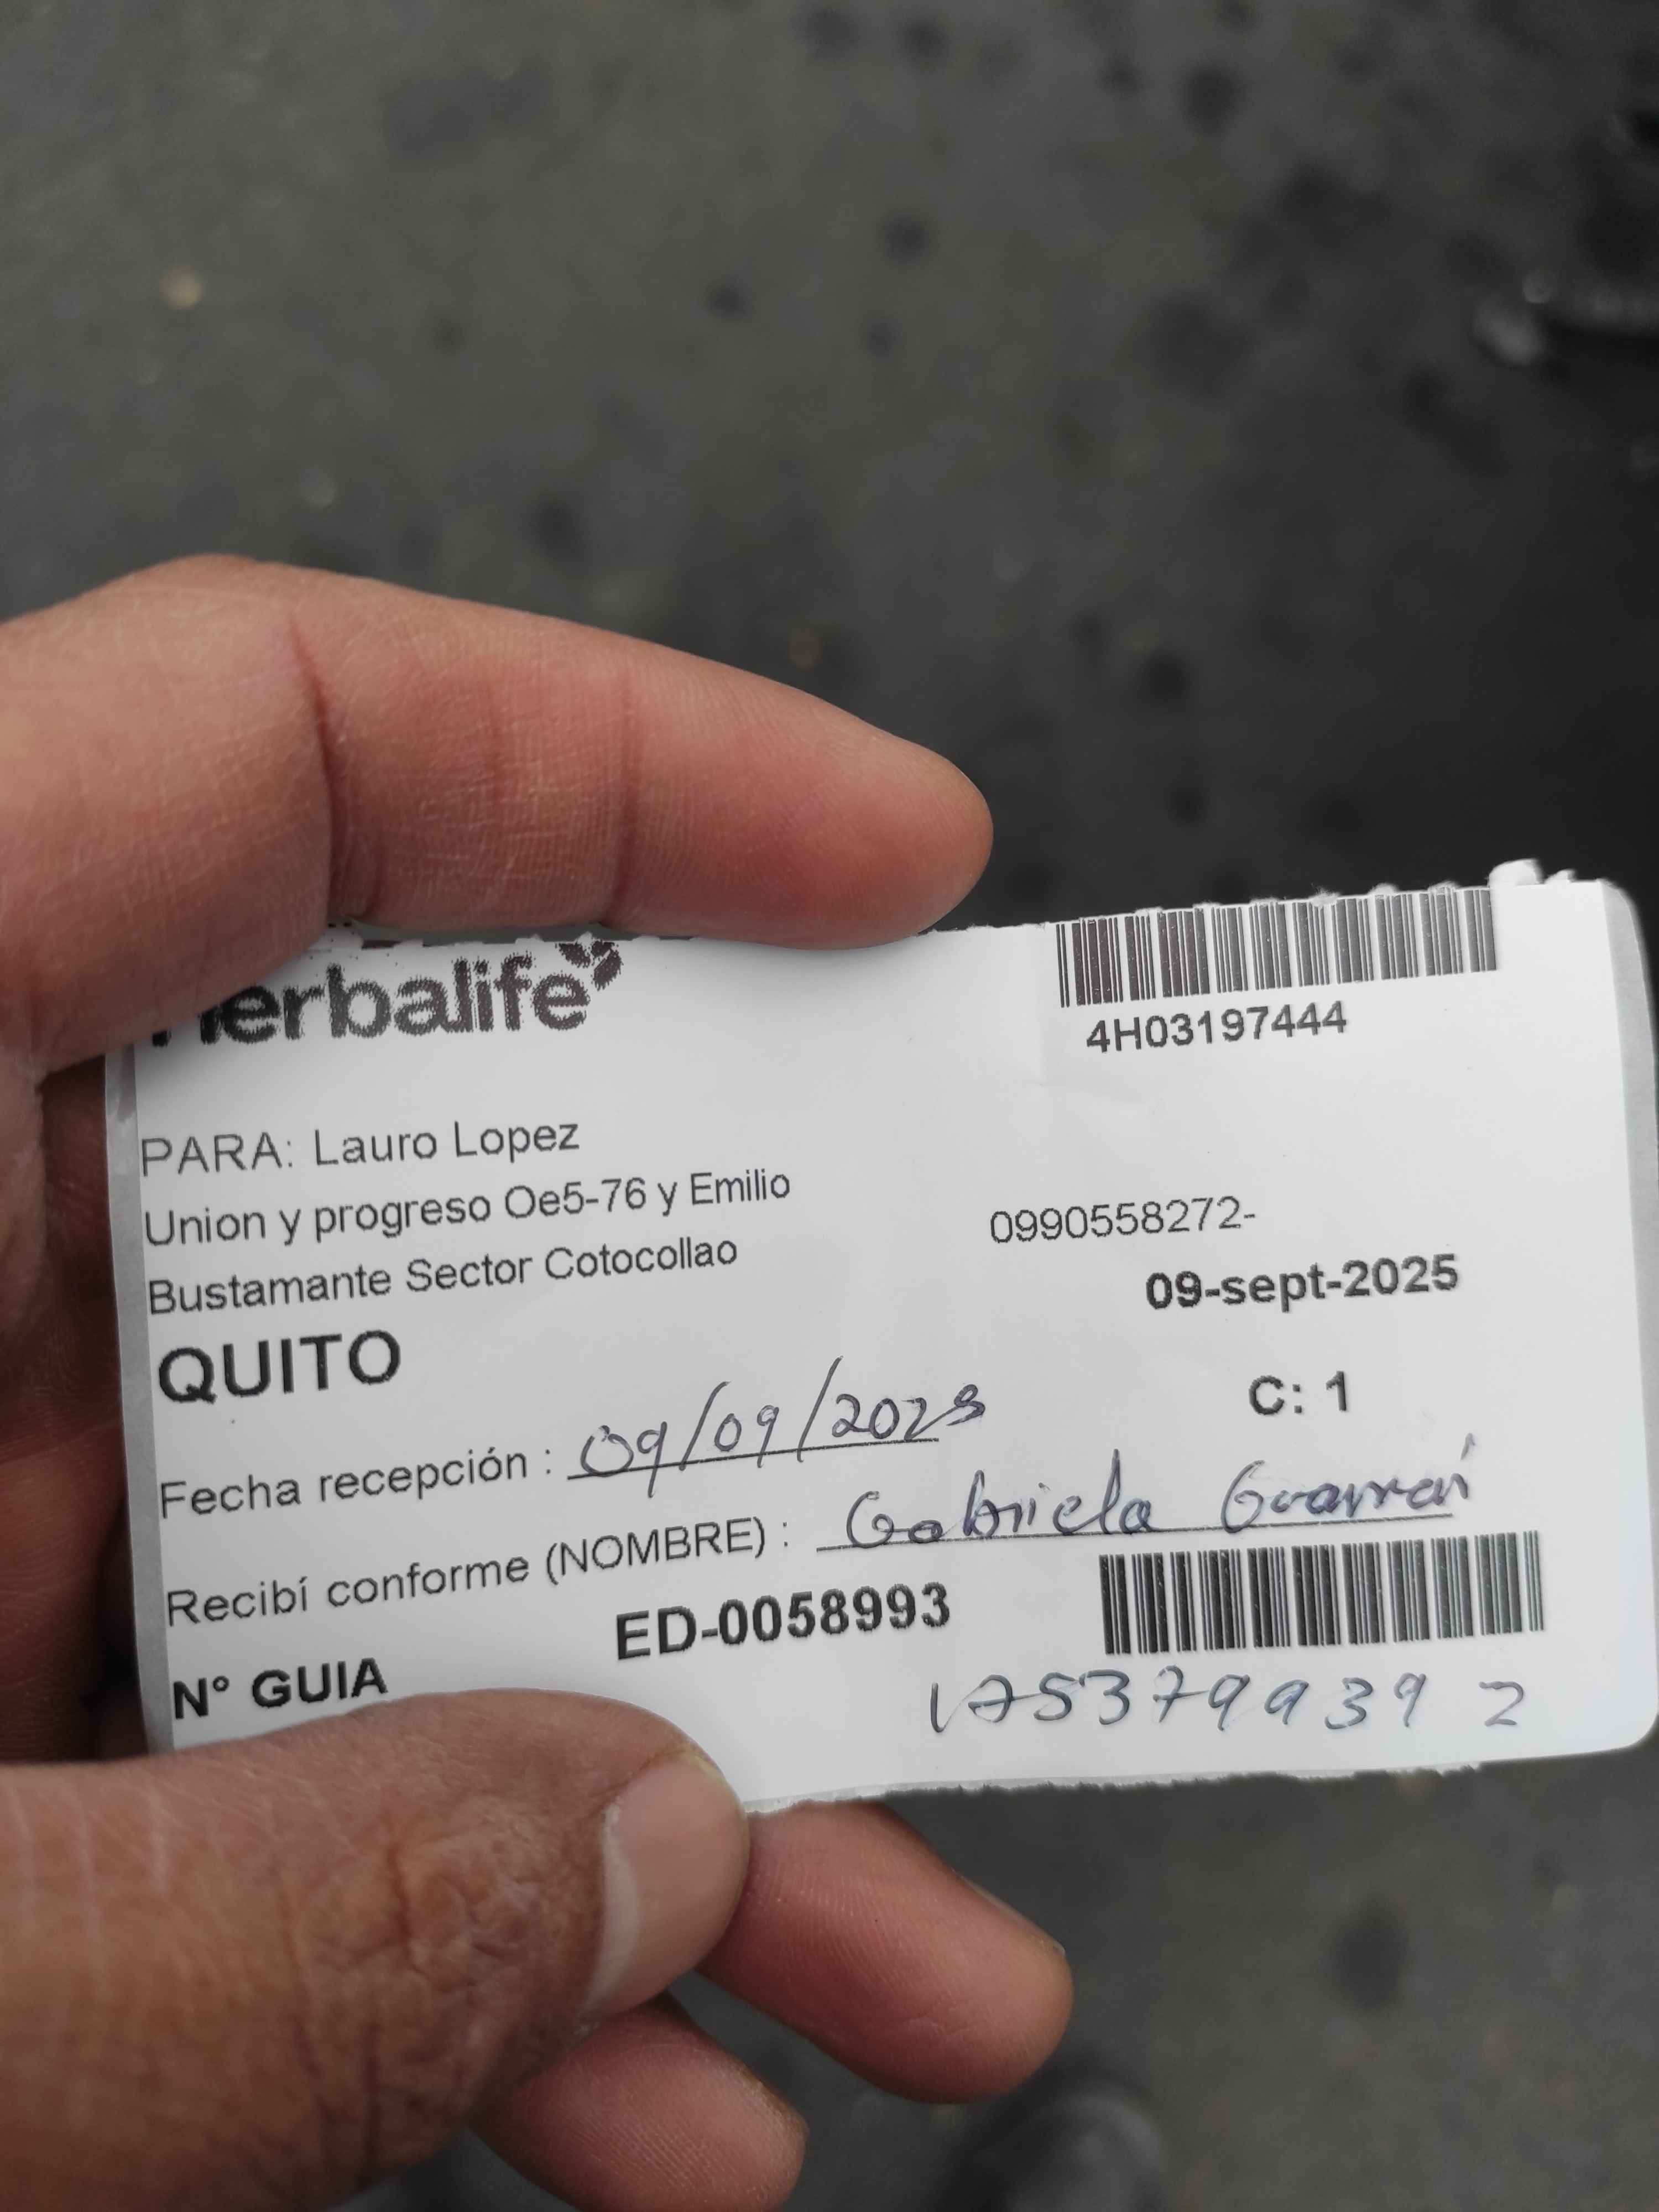 Herbalife
4H03197444
PARA: Lauro Lopez
Union y progreso Oe5-76 y Emilio
Bustamante Sector Cotocollao
0990558272-
09-sept-2025
QUITO
C: 1
Fecha recepción : 09/09/2025
Recibí conforme (NOMBRE) : Gabriela
N° GUIA
ED-0058993
1753799392